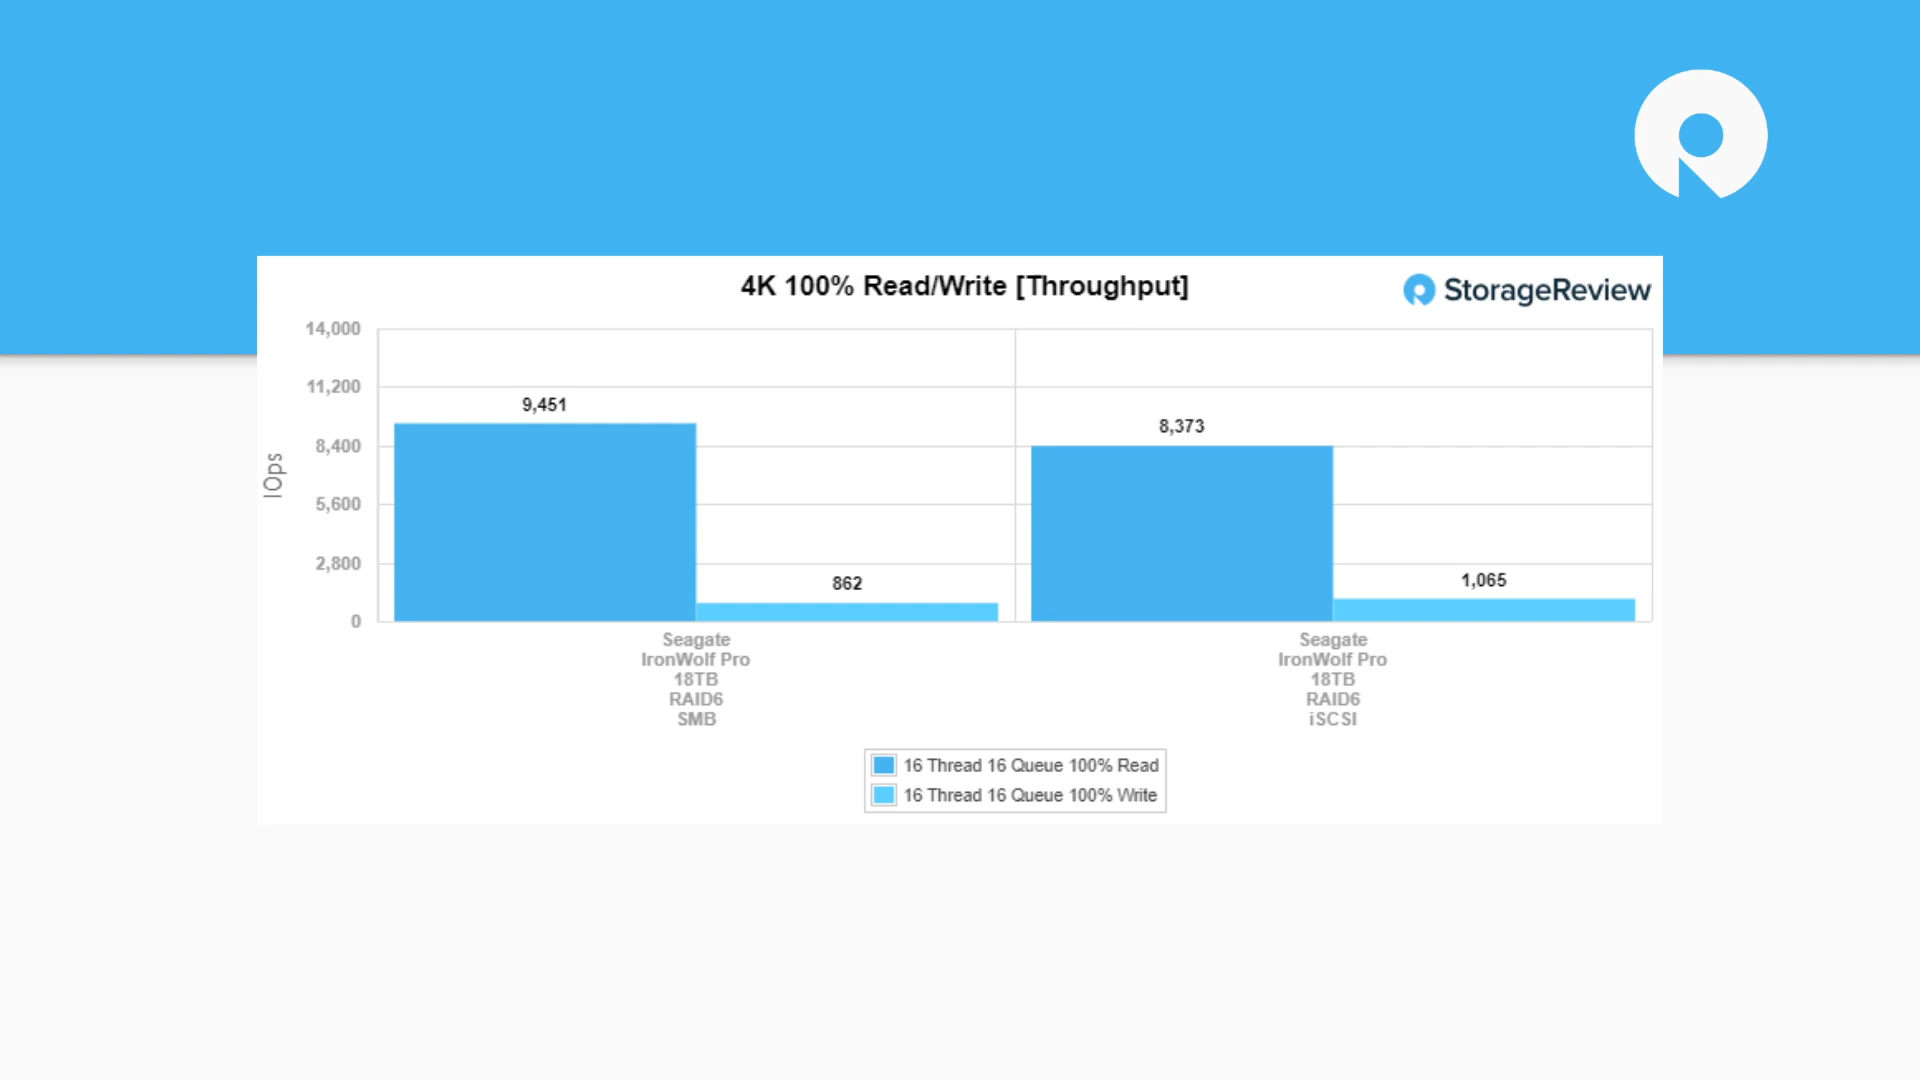 4K 100% Read/Write [Throughput]
StorageReview
14,000
11,200
8,400
5,600
2,800
0
IOps
9,451
862
8,373
1,065
Seagate
IronWolf Pro
18TB
RAID6
SMB
Seagate
IronWolf Pro
18TB
RAID6
iSCSI
16 Thread 16 Queue 100% Read
16 Thread 16 Queue 100% Write